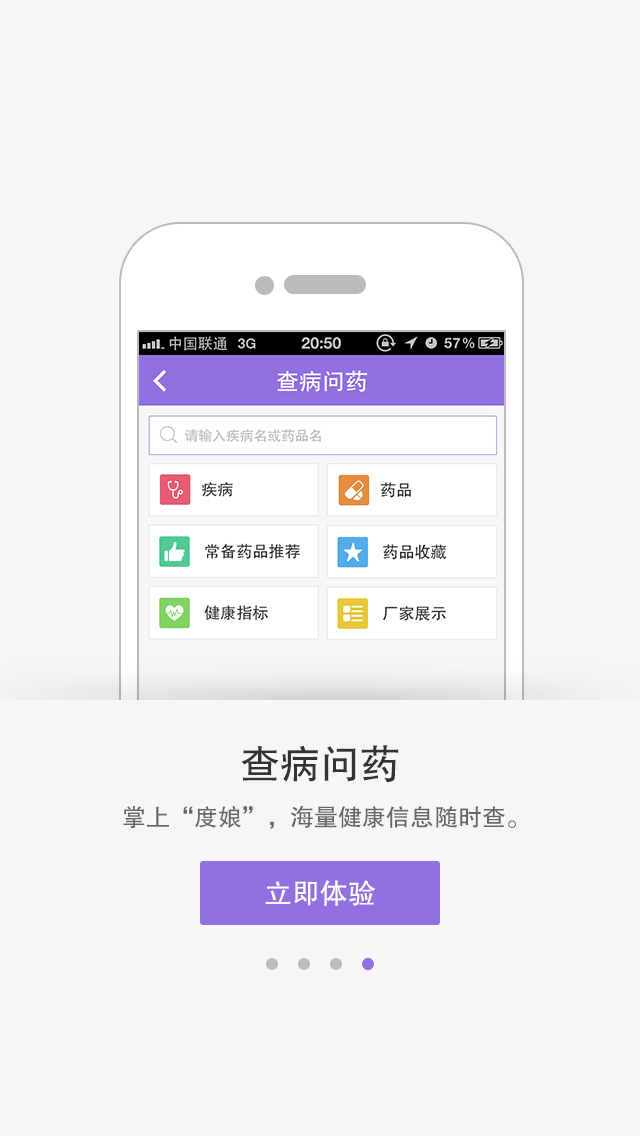 中国联通 3G 20:50 57%
查病问药
请输入疾病名或药品名
疾病 药品
常备药品推荐 药品收藏
健康指标 厂家展示
查病问药
掌上“度娘”，海量健康信息随时查。
立即体验